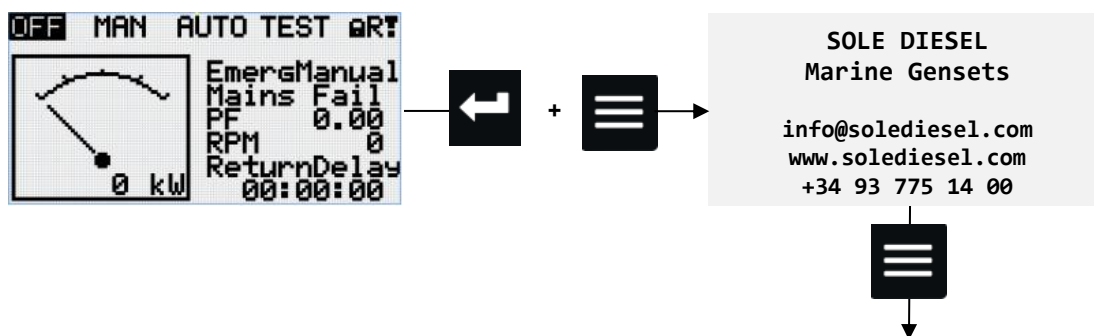 OFF MAN AUTO TEST R
EmergManual
Mains Fail
PF 0.00
RPM 0
ReturnDelay
00:00:00
0 kW
+
SOLE DIESEL
Marine Gensets
info@solediesel.com
www.solediesel.com
+34 93 775 14 00